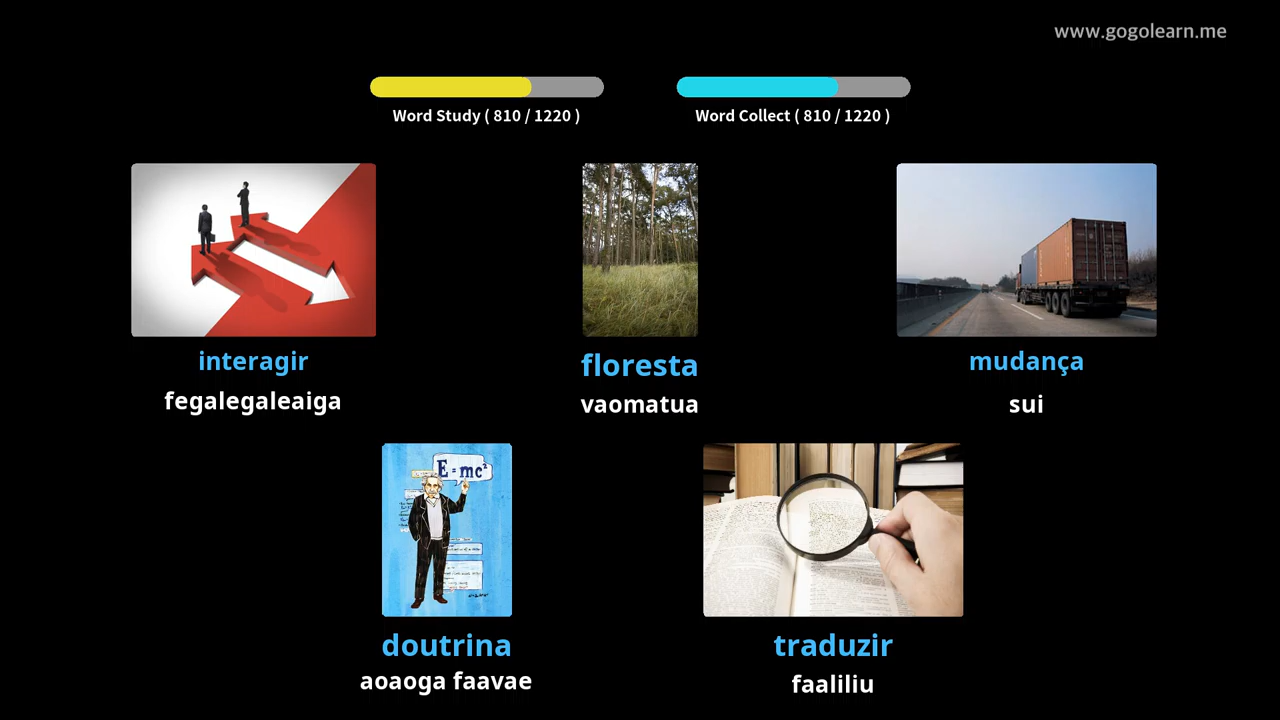 www.gogolearn.me
Word Study ( 810 / 1220 )
Word Collect ( 810 / 1220 )
interagir
fegalegaleaiga
floresta
vaomatua
mudança
sui
E = mc²
doutrina
aoaoga faavae
traduzir
faaliliu